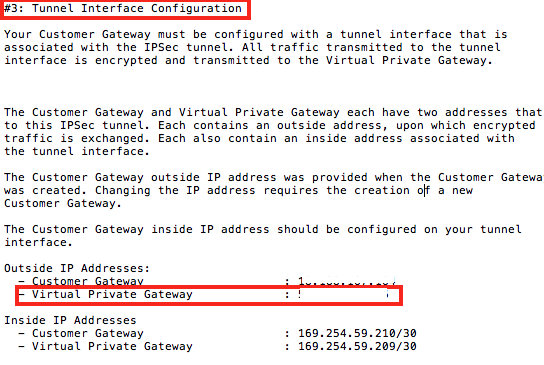 #3: Tunnel Interface Configuration
Your Customer Gateway must be configured with a tunnel interface that is
associated with the IPSec tunnel. All traffic transmitted to the tunnel
interface is encrypted and transmitted to the Virtual Private Gateway.
The Customer Gateway and Virtual Private Gateway each have two addresses that
to this IPSec tunnel. Each contains an outside address, upon which encrypted
traffic is exchanged. Each also contain an inside address associated with
the tunnel interface.
The Customer Gateway outside IP address was provided when the Customer Gatewa
was created. Changing the IP address requires the creation of a new
Customer Gateway.
The Customer Gateway inside IP address should be configured on your tunnel
interface.
Outside IP Addresses:
- Customer Gateway :
- Virtual Private Gateway :
Inside IP Addresses
- Customer Gateway : 169.254.59.210/30
- Virtual Private Gateway : 169.254.59.209/30